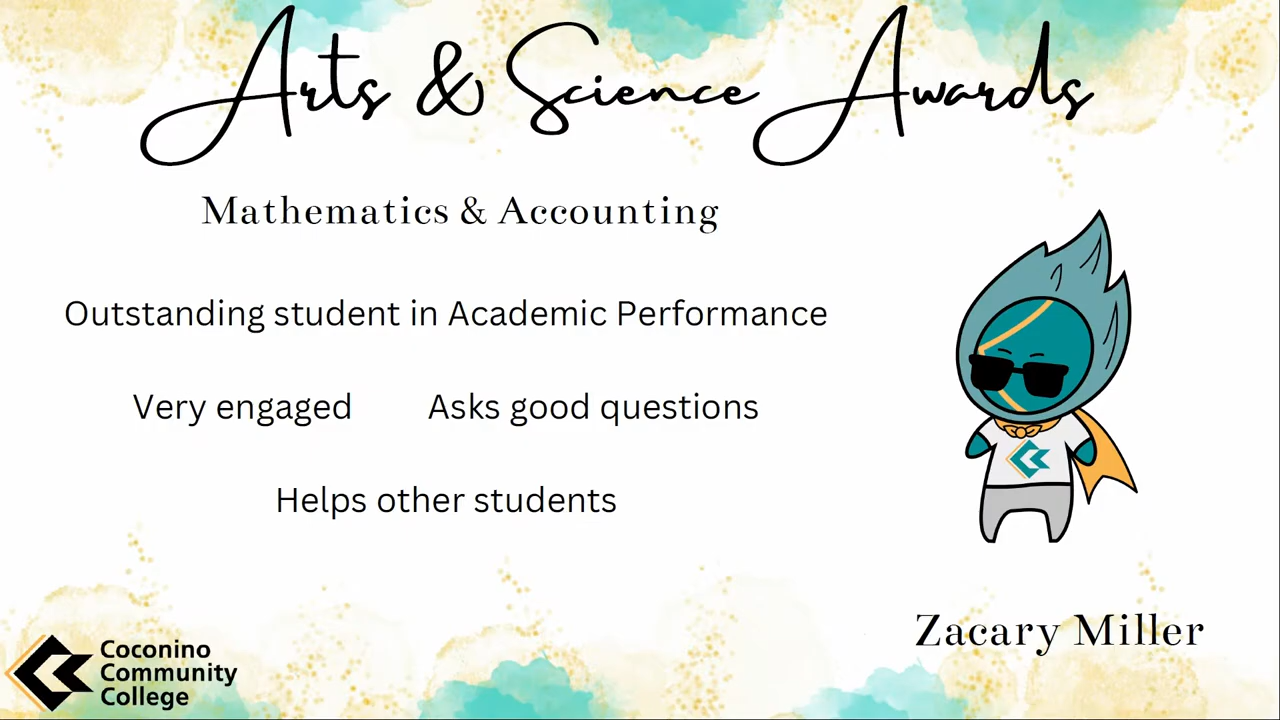 Arts & Science Awards
Mathematics & Accounting
Outstanding student in Academic Performance
Very engaged Asks good questions
Helps other students
Zacary Miller
Coconino
Community
College